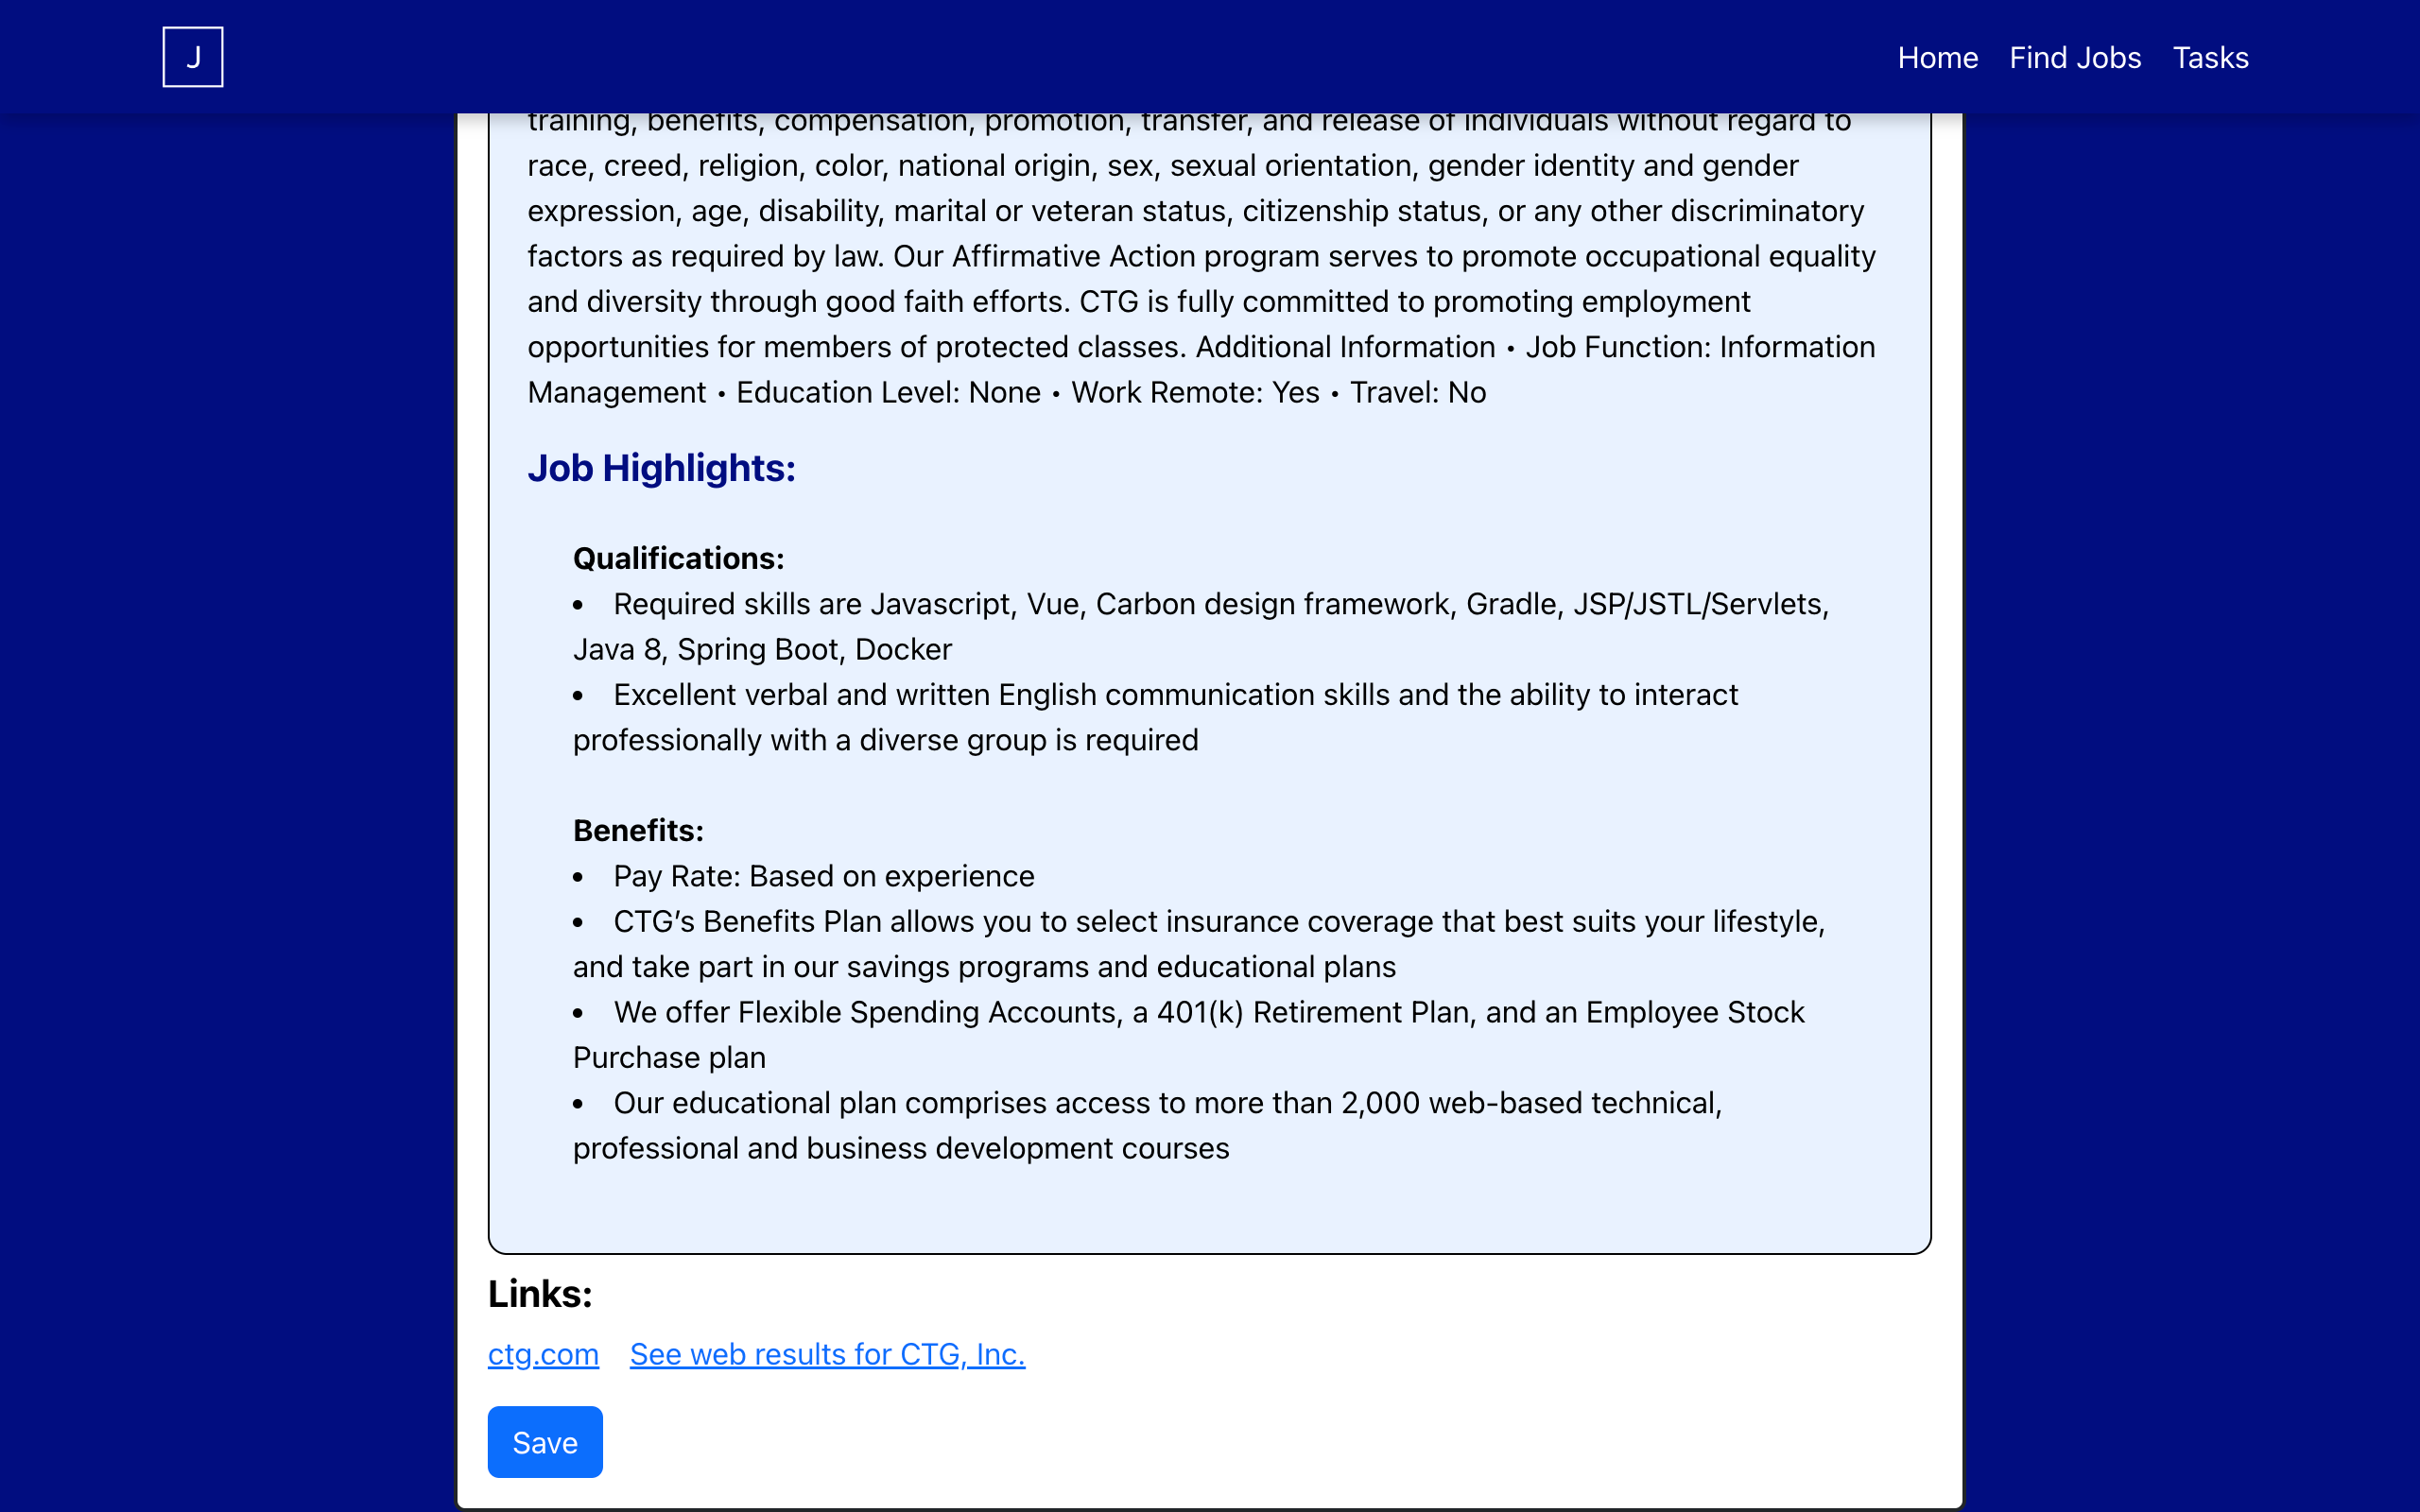 J
Home Find Jobs Tasks
training, benefits, compensation, promotion, transfer, and release of individuals without regard to
race, creed, religion, color, national origin, sex, sexual orientation, gender identity and gender
expression, age, disability, marital or veteran status, citizenship status, or any other discriminatory
factors as required by law. Our Affirmative Action program serves to promote occupational equality
and diversity through good faith efforts. CTG is fully committed to promoting employment
opportunities for members of protected classes. Additional Information • Job Function: Information
Management • Education Level: None • Work Remote: Yes • Travel: No
Job Highlights:
Qualifications:
• Required skills are Javascript, Vue, Carbon design framework, Gradle, JSP/JSTL/Servlets,
Java 8, Spring Boot, Docker
• Excellent verbal and written English communication skills and the ability to interact
professionally with a diverse group is required
Benefits:
• Pay Rate: Based on experience
• CTG’s Benefits Plan allows you to select insurance coverage that best suits your lifestyle,
and take part in our savings programs and educational plans
• We offer Flexible Spending Accounts, a 401(k) Retirement Plan, and an Employee Stock
Purchase plan
• Our educational plan comprises access to more than 2,000 web-based technical,
professional and business development courses
Links:
ctg.com See web results for CTG, Inc.
Save